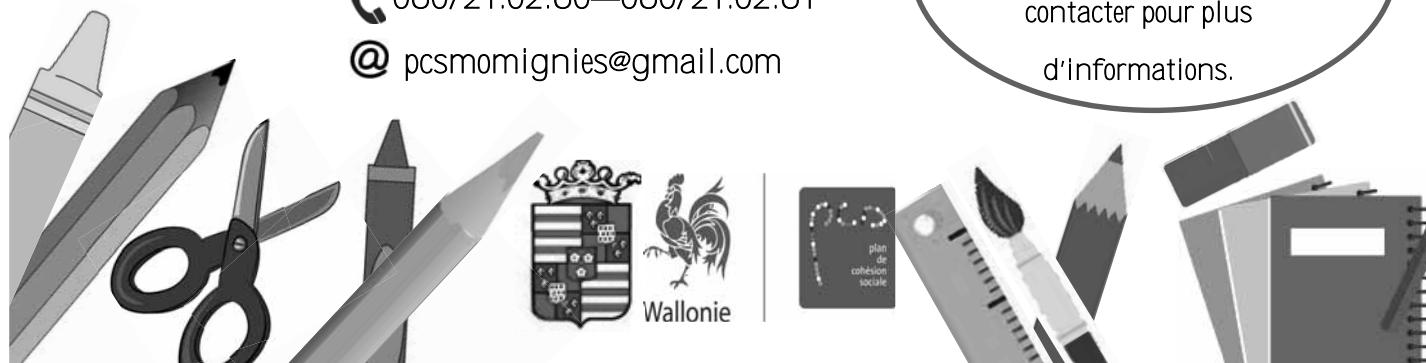 pcsmomignies@gmail.com
contacter pour plus
d'informations.
Wallonie
plan
de
cohésion
sociale